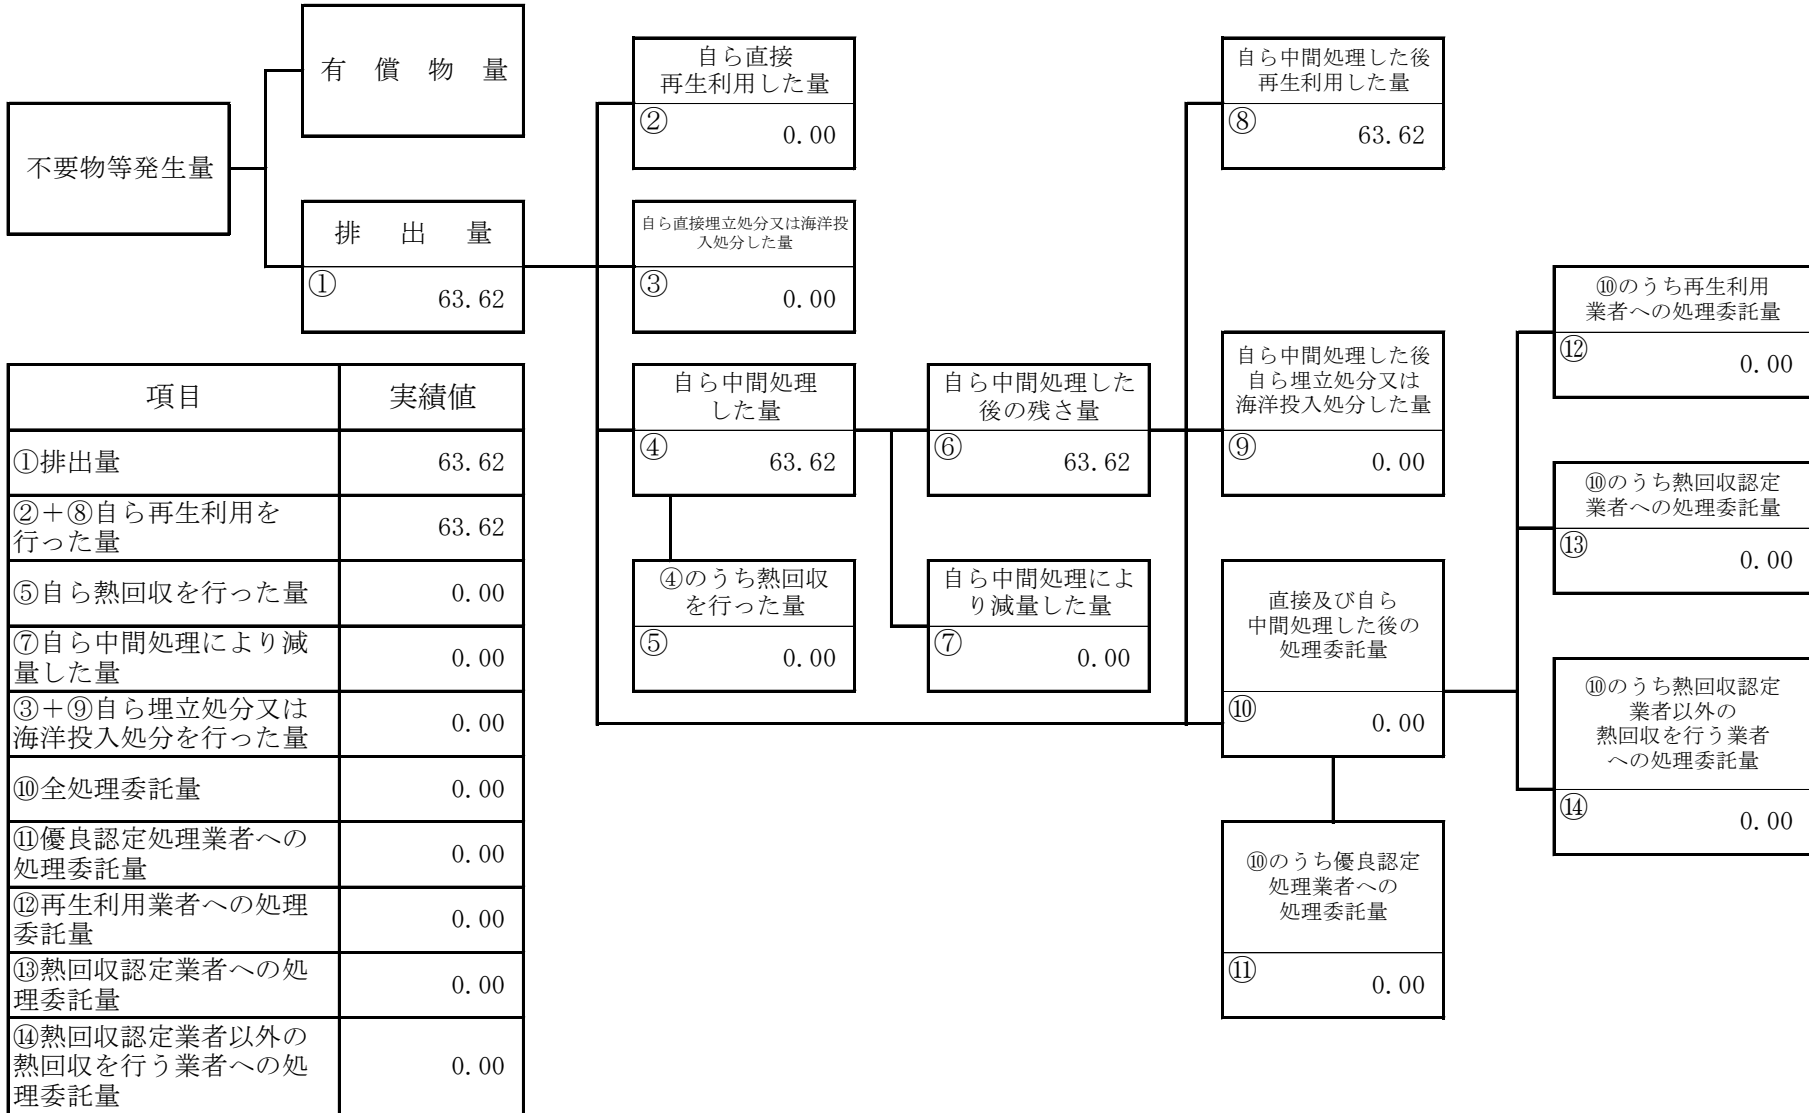 不要物等発生量
有償物量
排出量
① 63.62
自ら直接
再生利用した量
② 0.00
自ら直接埋立処分又は海洋投
入処分した量
③ 0.00
自ら中間処理
した量
④ 63.62
④のうち熱回収
を行った量
⑤ 0.00
自ら中間処理した
後の残さ量
⑥ 63.62
自ら中間処理によ
り減量した量
⑦ 0.00
自ら中間処理した後
再生利用した量
⑧ 63.62
自ら中間処理した後
自ら埋立処分又は
海洋投入処分した量
⑨ 0.00
直接及び自ら
中間処理した後の
処理委託量
⑩ 0.00
⑩のうち優良認定
処理業者への
処理委託量
⑪ 0.00
⑩のうち再生利用
業者への処理委託量
⑫ 0.00
⑩のうち熱回収認定
業者への処理委託量
⑬ 0.00
⑩のうち熱回収認定
業者以外の
熱回収を行う業者
への処理委託量
⑭ 0.00
項目 実績値
①排出量 63.62
②+⑧自ら再生利用を
行った量 63.62
⑤自ら熱回収を行った量 0.00
⑦自ら中間処理により減
量した量 0.00
③+⑨自ら埋立処分又は
海洋投入処分を行った量 0.00
⑩全処理委託量 0.00
⑪優良認定処理業者への
処理委託量 0.00
⑫再生利用業者への処理
委託量 0.00
⑬熱回収認定業者への処
理委託量 0.00
⑭熱回収認定業者以外の
熱回収を行う業者への処
理委託量 0.00